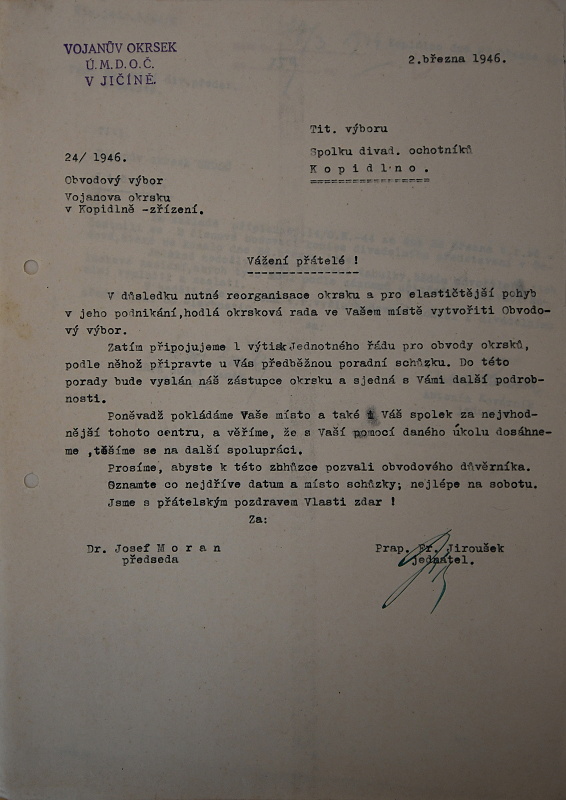 VOJANŮV OKRSEK
Ú.M.D.O.Č.
V JIČÍNĚ.
2.března 1946.
Tit. výboru
Spolku divad. ochotníků
K o p i d l n o .
24/ 1946.
Obvodový výbor
Vojanova okrsku
v Kopidlně -zřízení.
Vážení přátelé !
V důsledku nutné reorganisace okrsku a pro elastičtější pohyb
v jeho podnikání,hodlá okrsková rada ve Vašem místě vytvořiti Obvodo-
vý výbor.
Zatím připojujeme l výtisk Jednotného řádu pro obvody okrsků,
podle něhož připravte u Vás předběžnou poradní schůzku. Do této
porady bude vyslán náš zástupce okrsku a sjedná s Vámi další podrob-
nosti.
Poněvadž pokládáme Vaše místo a také i Váš spolek za nejvhod-
nější tohoto centru, a věříme, že s Vaší pomocí daného úkolu dosáhne-
me ,těšíme se na další spolupráci.
Prosíme, abyste k této zbhůzce pozvali obvodového důvěrníka.
Oznamte co nejdříve datum a místo schůzky; nejlépe na sobotu.
Jsme s přátelským pozdravem Vlasti zdar !
Za:
Dr. Josef M o r a n
předseda
Prap. Fr. Jiroušek
jednatel.